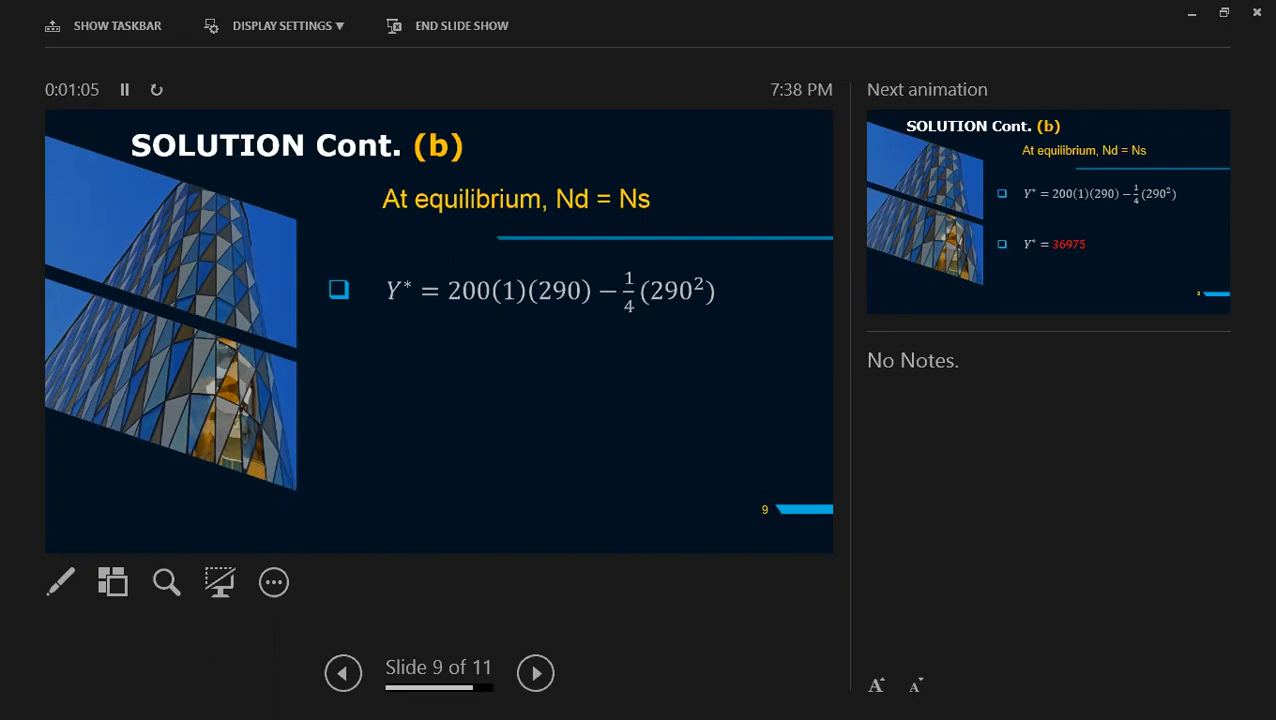 SHOW TASKBAR
DISPLAY SETTINGS ▼
END SLIDE SHOW
0:01:05
7:38 PM
SOLUTION Cont. (b)
At equilibrium, Nd = Ns
❑ Y* = 200(1)(290) − 1/4 (290²)
9
Next animation
SOLUTION Cont. (b)
At equilibrium, Nd = Ns
❑ Y* = 200(1)(290) − 1/4 (290²)
❑ Y* = 36975
9
No Notes.
Slide 9 of 11
A
A